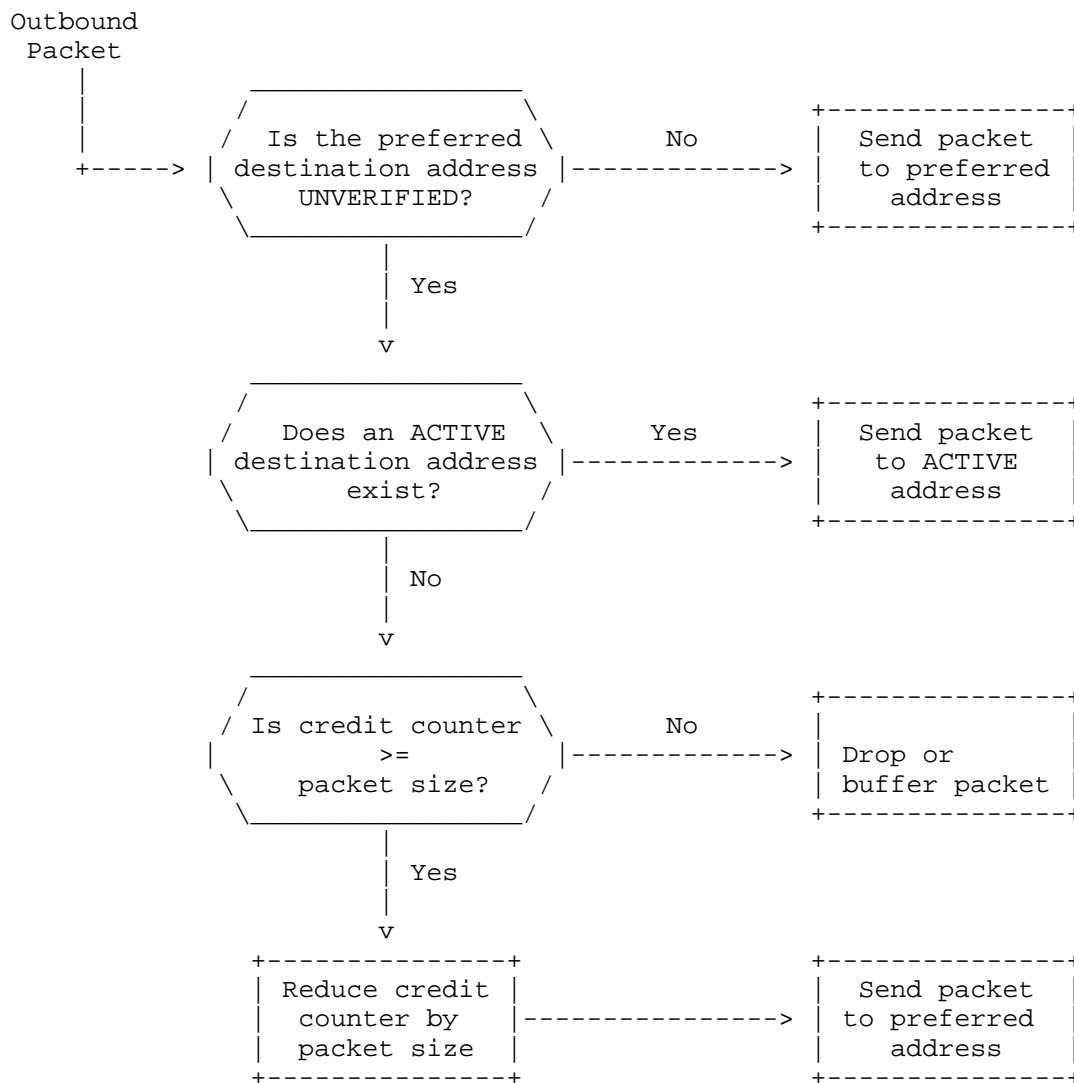 Outbound
Packet
Is the preferred
destination address
UNVERIFIED?
No
Send packet
to preferred
address
Yes
Does an ACTIVE
destination address
exist?
Yes
Send packet
to ACTIVE
address
No
Is credit counter
>=
packet size?
No
Drop or
buffer packet
Yes
Reduce credit
counter by
packet size
Send packet
to preferred
address